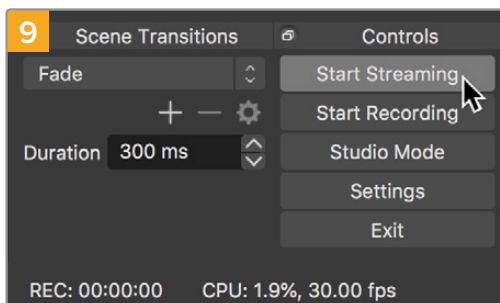 9
Scene Transitions
Controls
Fade
Start Streaming
Start Recording
Duration 300 ms
Studio Mode
Settings
Exit
REC: 00:00:00 CPU: 1.9%, 30.00 fps